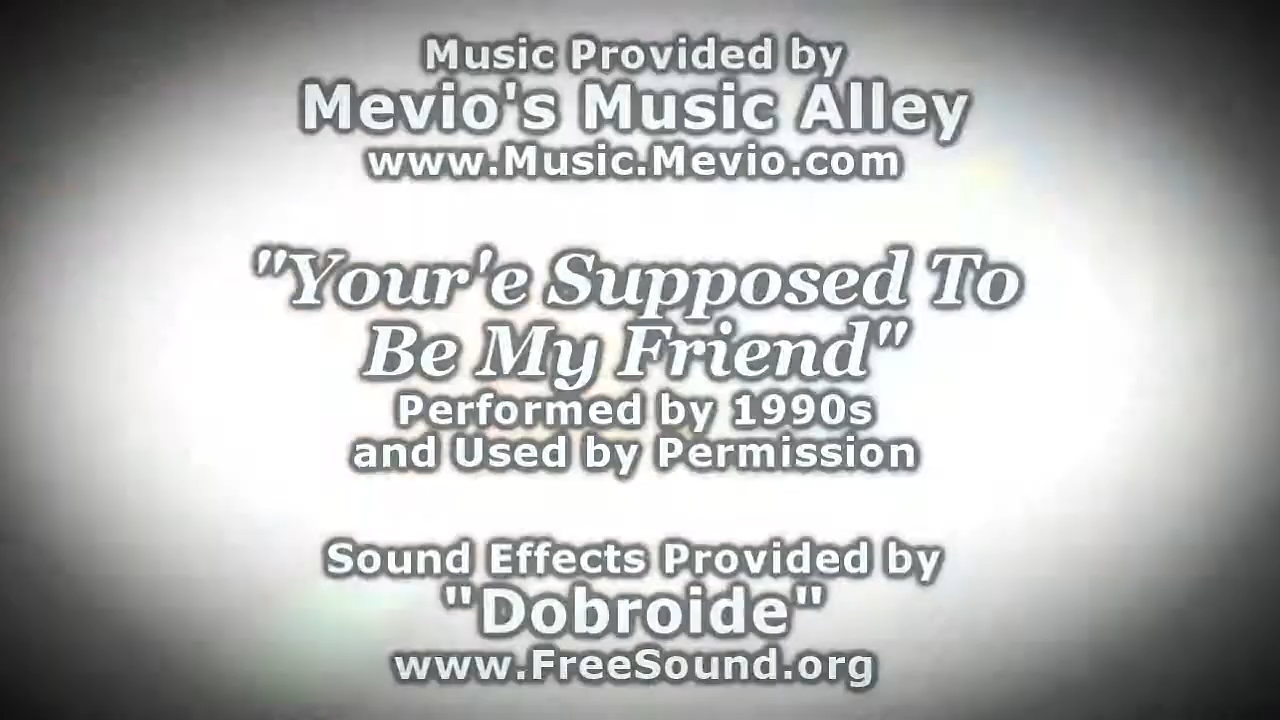 Music Provided by
Mevio's Music Alley
www.Music.Mevio.com
"Your'e Supposed To
Be My Friend"
Performed by 1990s
and Used by Permission
Sound Effects Provided by
"Dobroide"
www.FreeSound.org